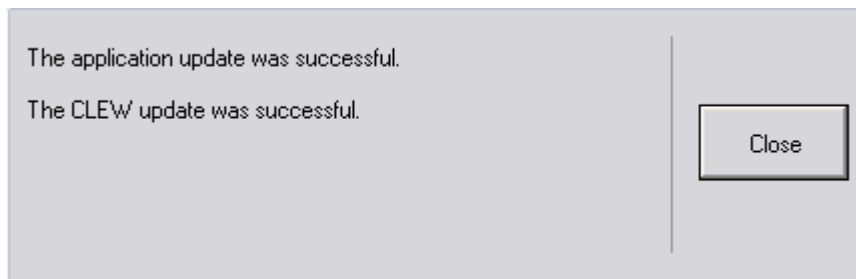 The application update was successful.
The CLEW update was successful.
Close